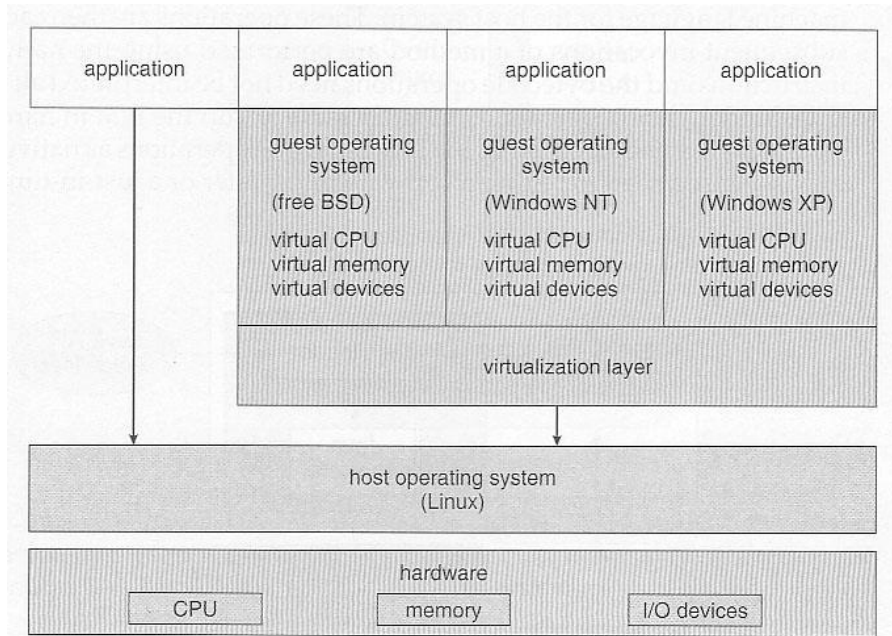 application
application
application
application
guest operating
system
(free BSD)
virtual CPU
virtual memory
virtual devices
guest operating
system
(Windows NT)
virtual CPU
virtual memory
virtual devices
guest operating
system
(Windows XP)
virtual CPU
virtual memory
virtual devices
virtualization layer
host operating system
(Linux)
hardware
CPU
memory
I/O devices